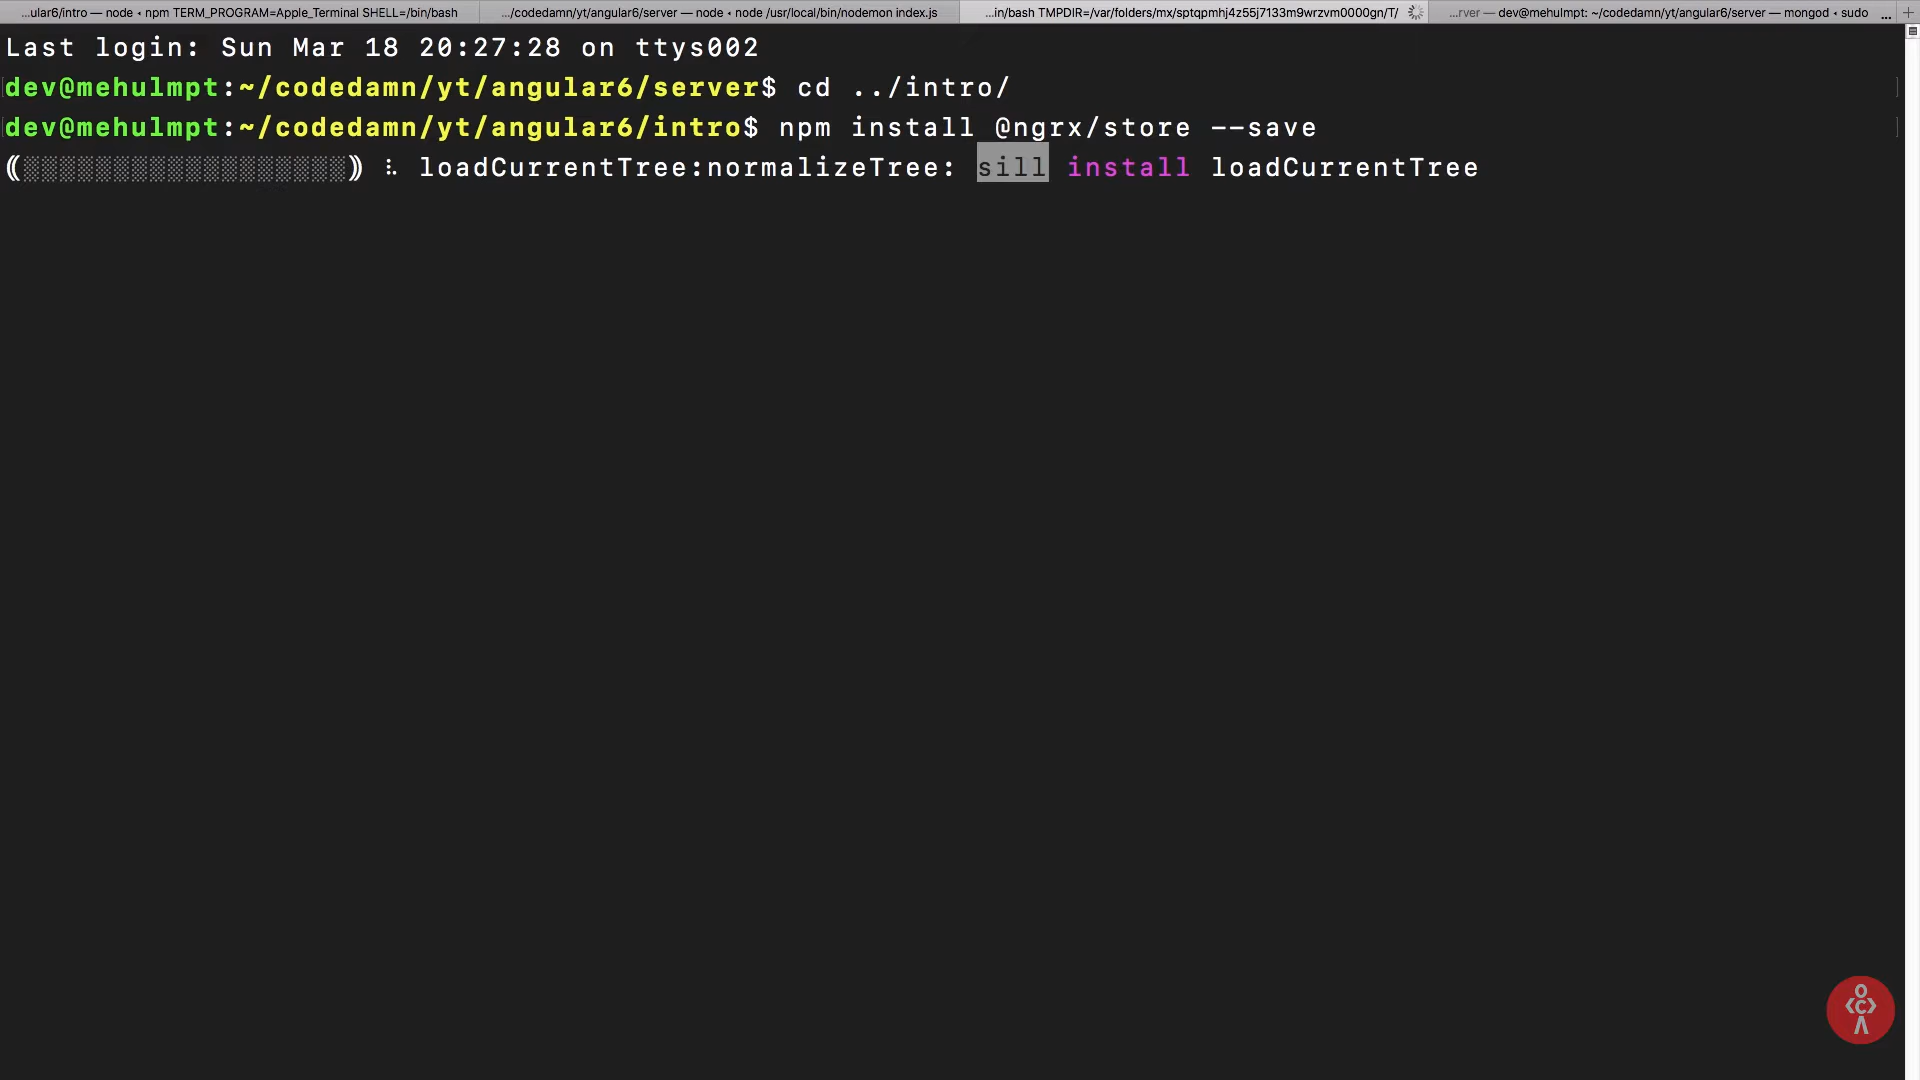 ...ular6/intro — node ◂ npm TERM_PROGRAM=Apple_Terminal SHELL=/bin/bash
.../codedamn/yt/angular6/server — node ◂ node /usr/local/bin/nodemon index.js
...in/bash TMPDIR=/var/folders/mx/sptqpmhj4z55j7133m9wrzvm0000gn/T/
...rver — dev@mehulmpt: ~/codedamn/yt/angular6/server — mongod ◂ sudo ...
Last login: Sun Mar 18 20:27:28 on ttys002
dev@mehulmpt:~/codedamn/yt/angular6/server$ cd ../intro/
dev@mehulmpt:~/codedamn/yt/angular6/intro$ npm install @ngrx/store --save
(░░░░░░░░░░░░░░░░░░) ⠧ loadCurrentTree:normalizeTree: sill install loadCurrentTree